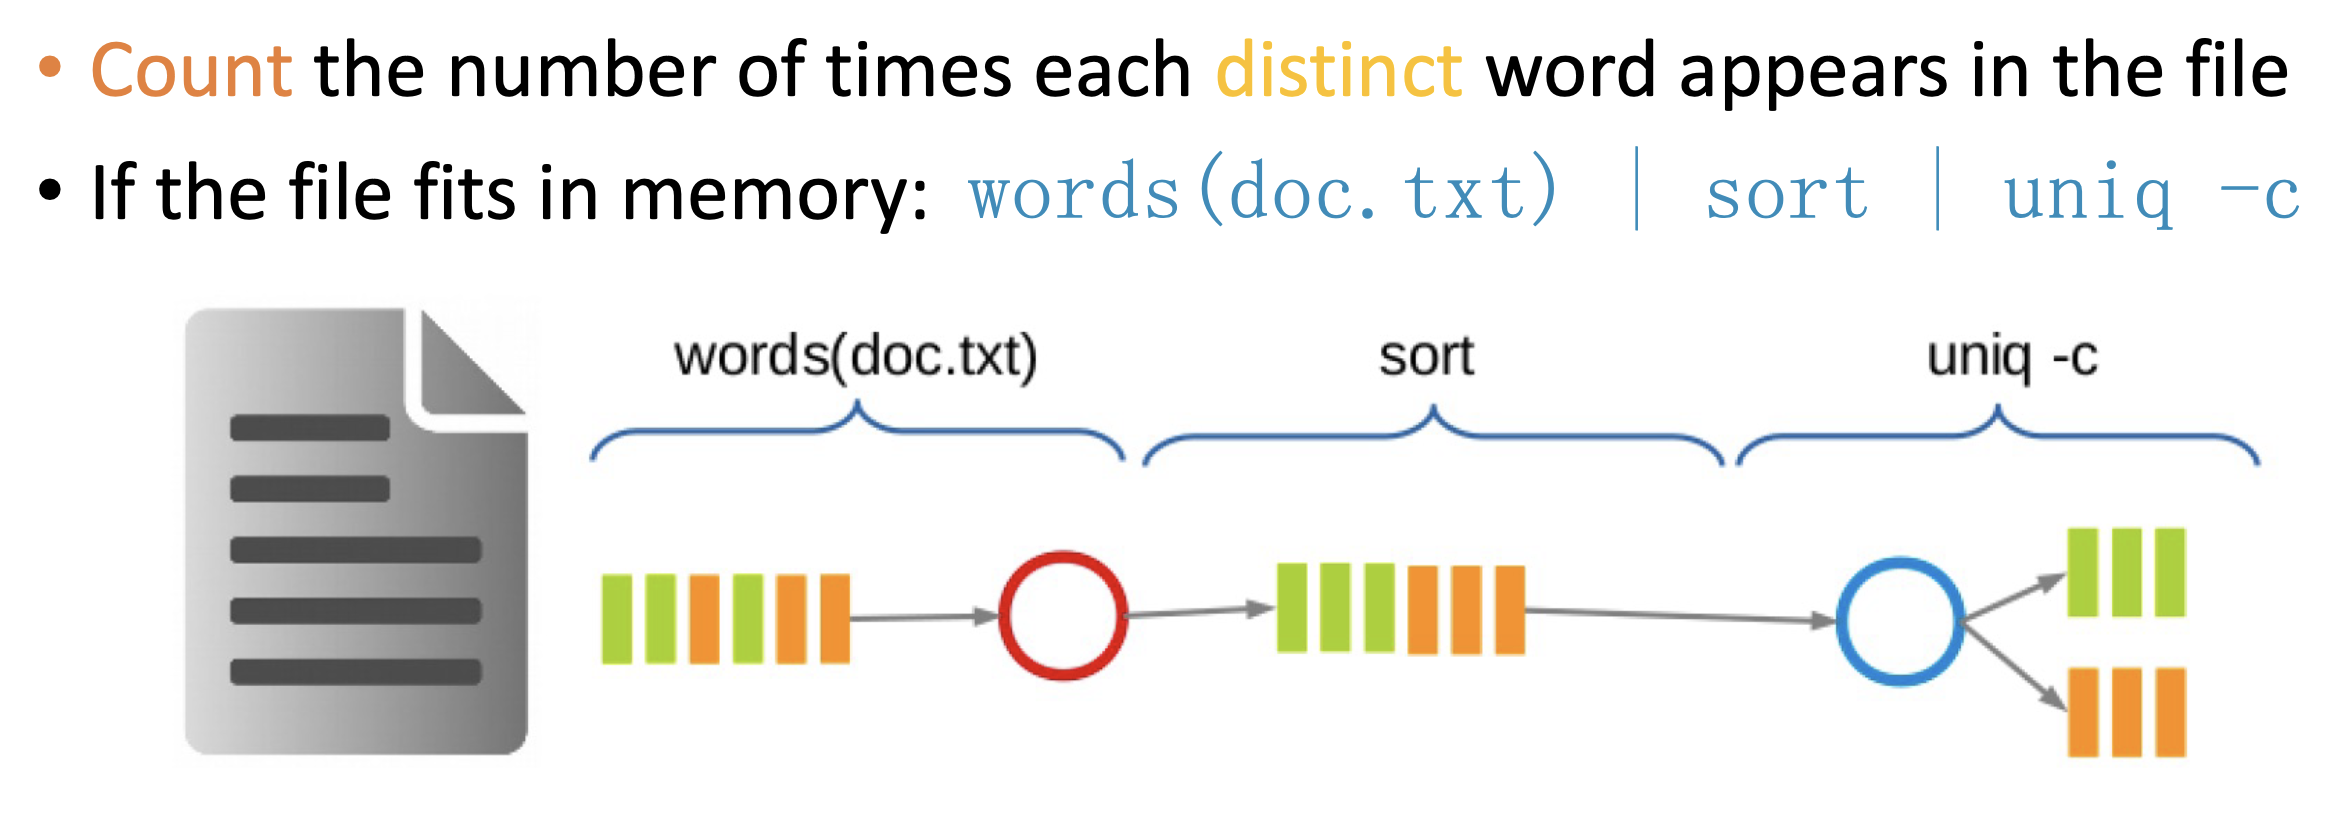 • Count the number of times each distinct word appears in the file
• If the file fits in memory: words(doc.txt) | sort | uniq -c
words(doc.txt) sort uniq -c